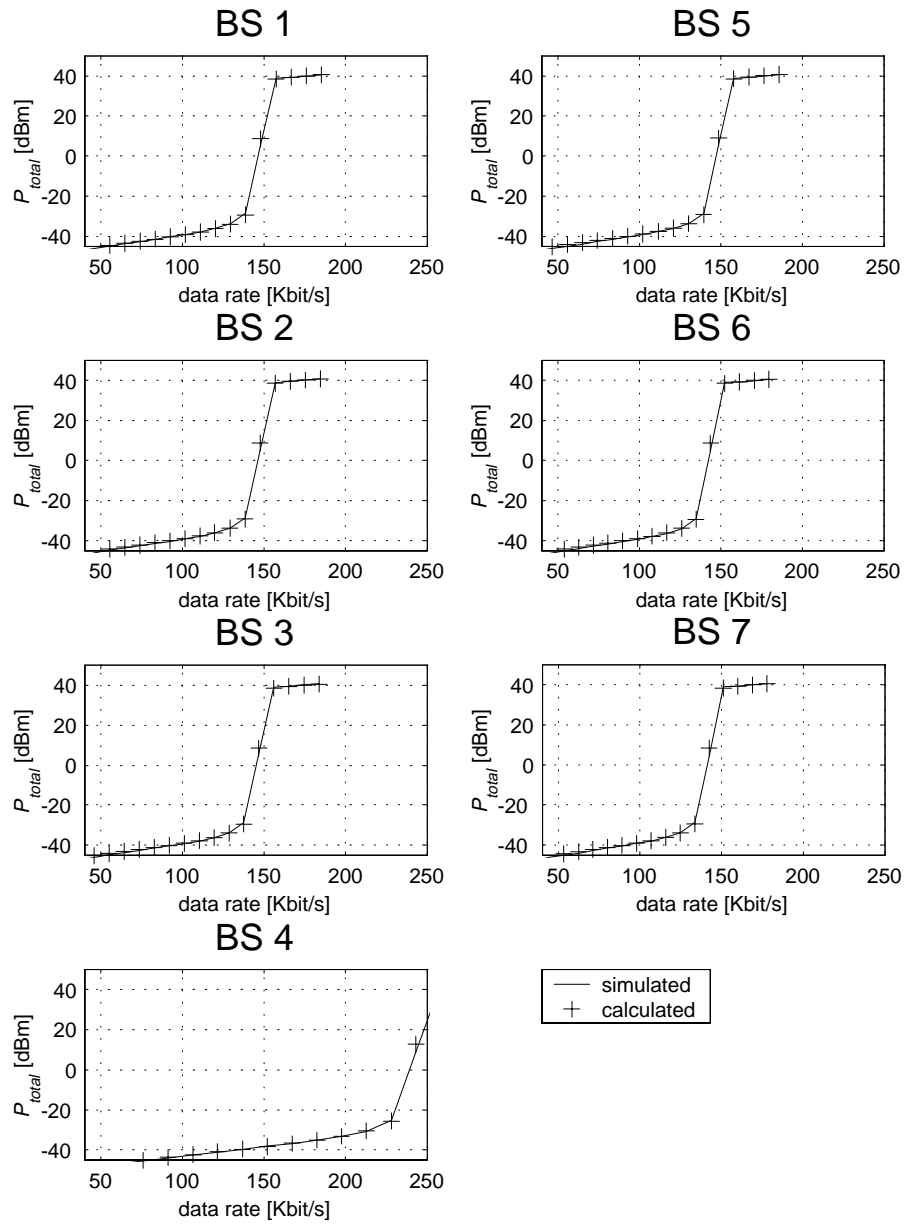 BS 1
40
20
0
-20
-40
P_total [dBm]
50 100 150 200 250
data rate [Kbit/s]
BS 5
40
20
0
-20
-40
P_total [dBm]
50 100 150 200 250
data rate [Kbit/s]
BS 2
40
20
0
-20
-40
P_total [dBm]
50 100 150 200 250
data rate [Kbit/s]
BS 6
40
20
0
-20
-40
P_total [dBm]
50 100 150 200 250
data rate [Kbit/s]
BS 3
40
20
0
-20
-40
P_total [dBm]
50 100 150 200 250
data rate [Kbit/s]
BS 7
40
20
0
-20
-40
P_total [dBm]
50 100 150 200 250
data rate [Kbit/s]
BS 4
40
20
0
-20
-40
P_total [dBm]
50 100 150 200 250
data rate [Kbit/s]
simulated
calculated